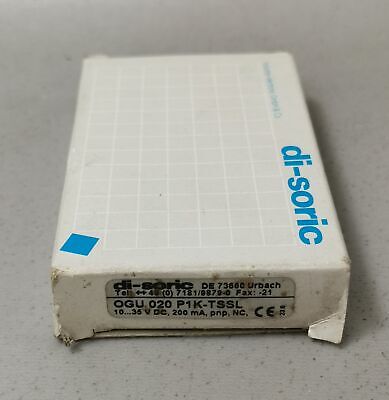 di-soric
di-soric DE 73660 Urbach
Tel: ++49 (0) 7181/9879-0 Fax: -21
OGU 020 P1K-TSSL
10...35 V DC, 200 mA, pnp, NC, CE